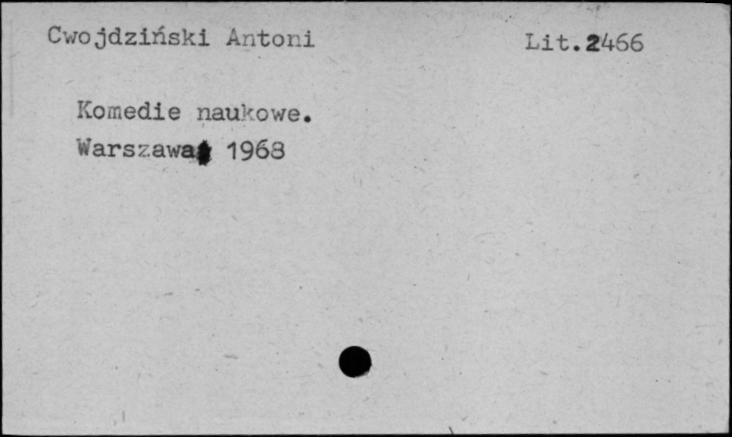 Cwojdziński Antoni
Lit.2466
Komedie naukowe.
Warszawa 1968